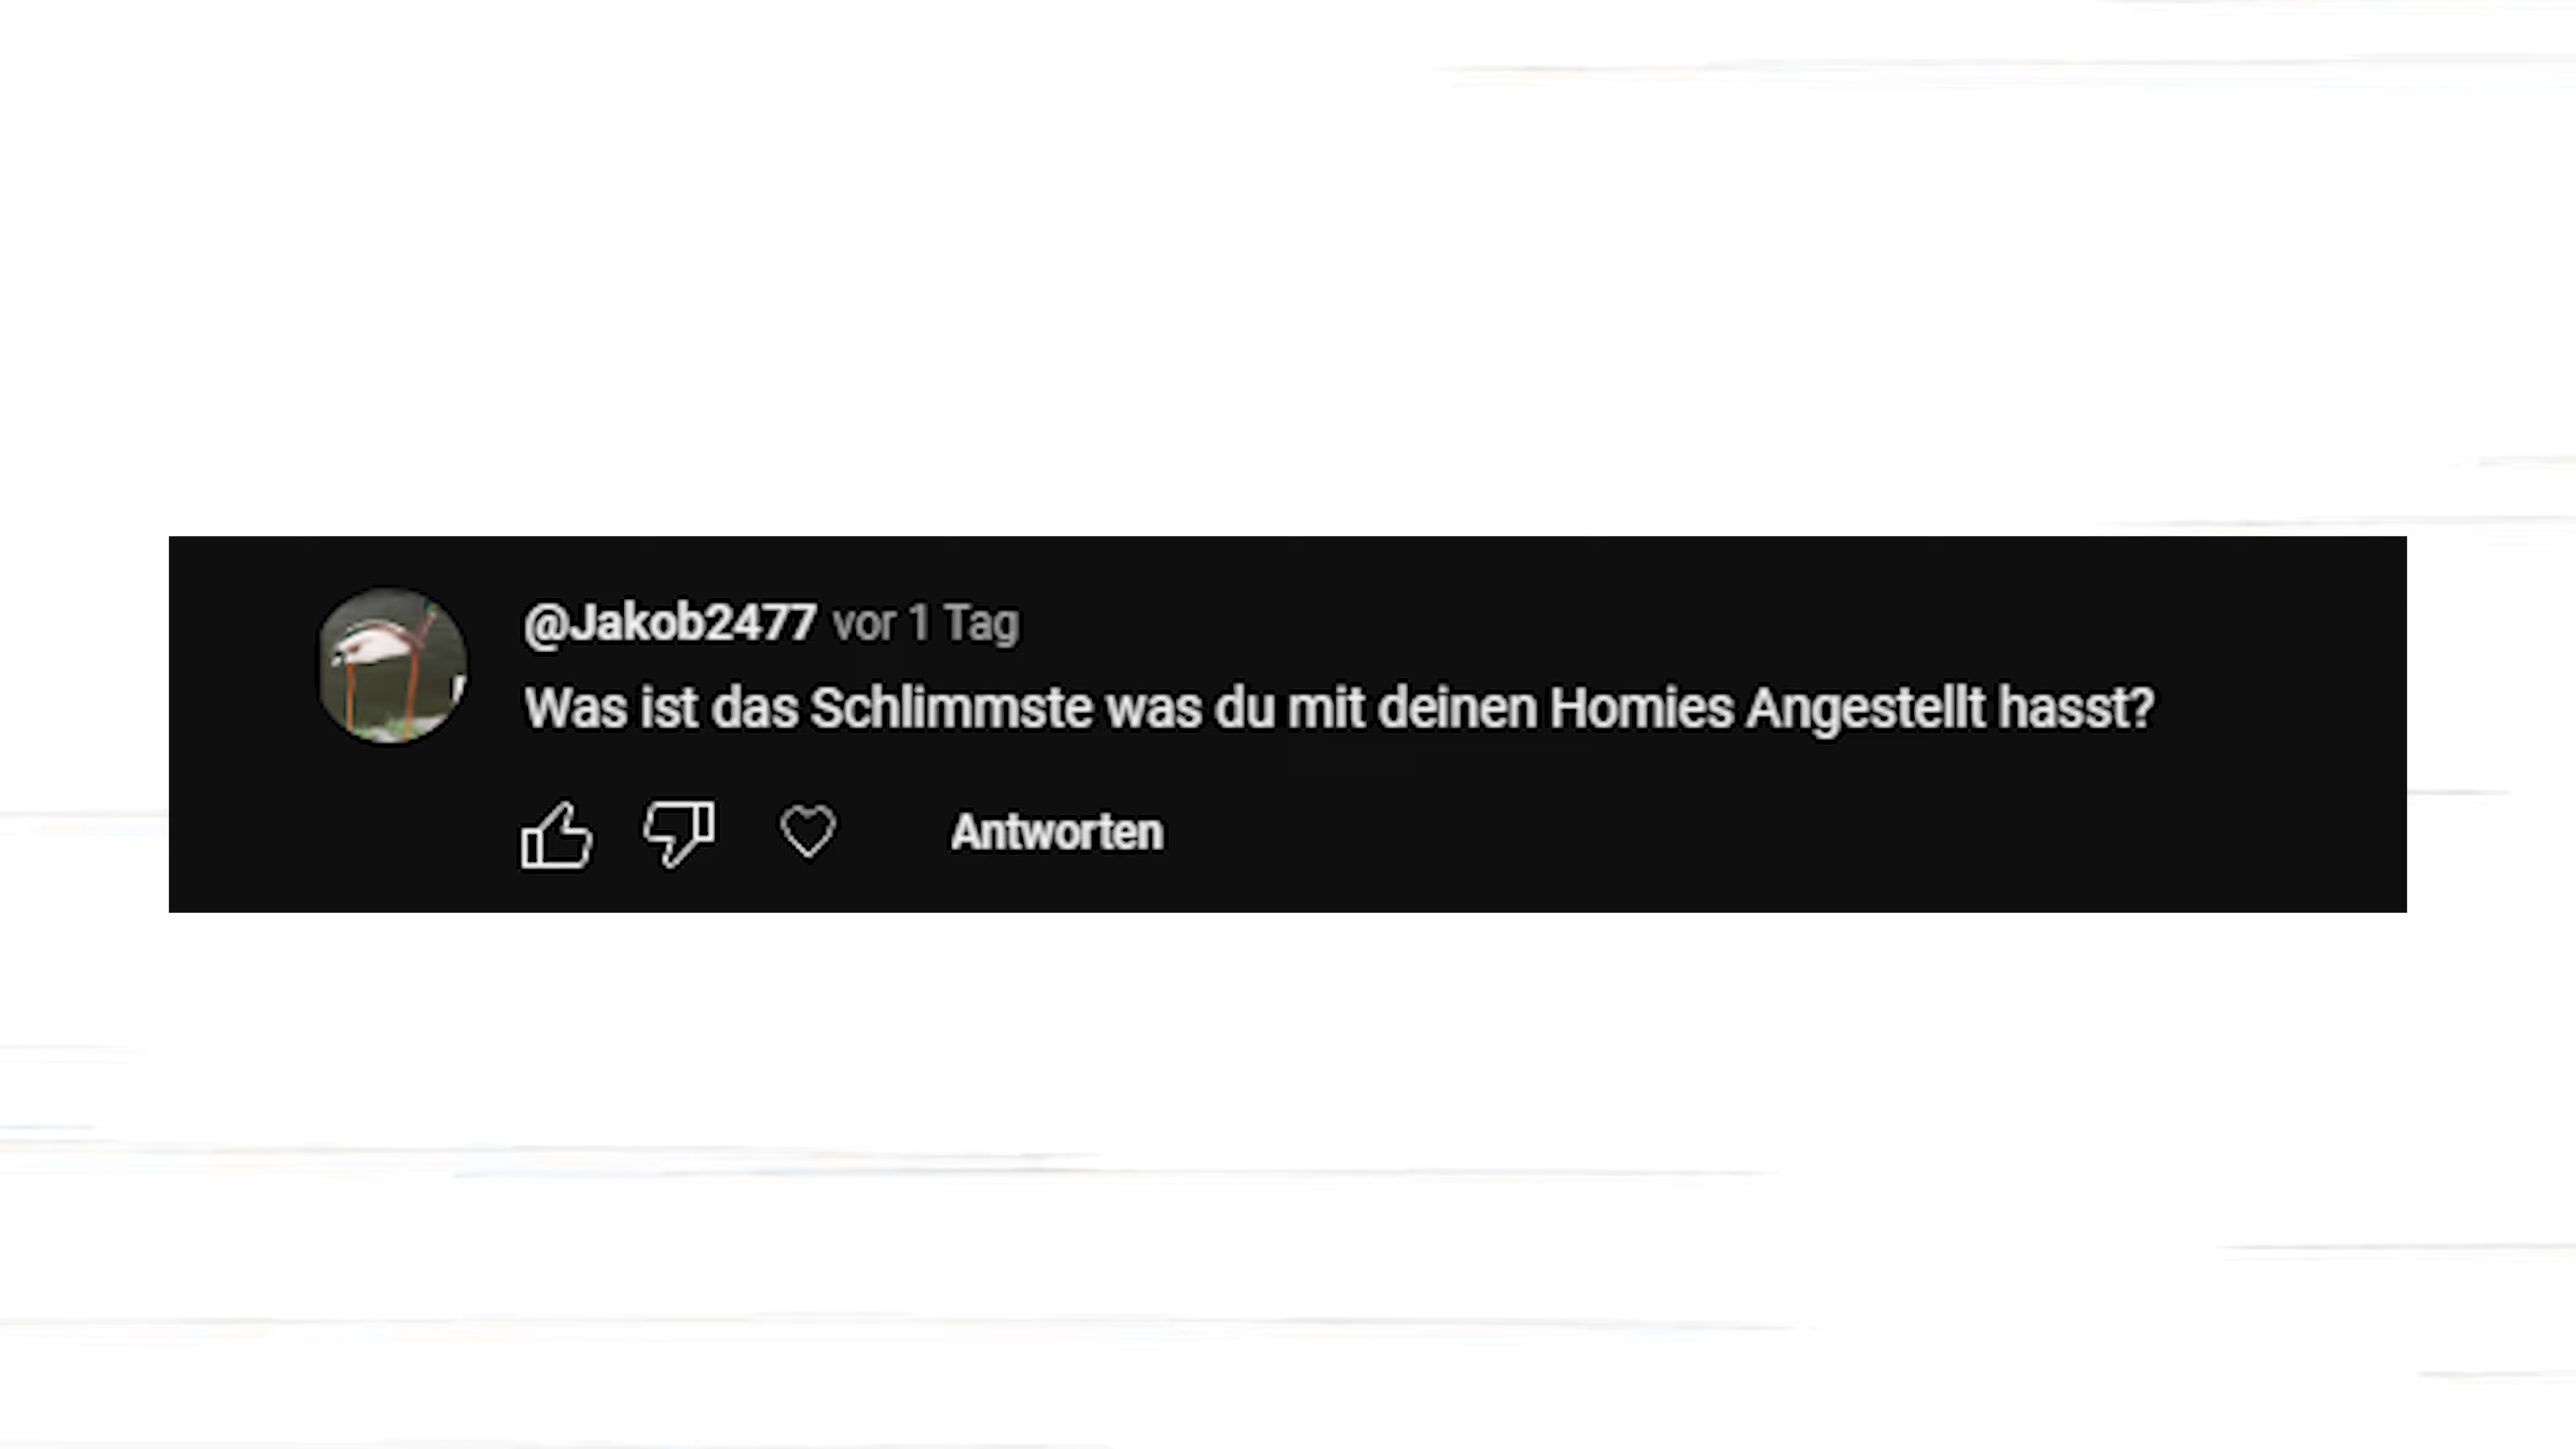 @Jakob2477 vor 1 Tag
Was ist das Schlimmste was du mit deinen Homies Angestellt hasst?
Antworten